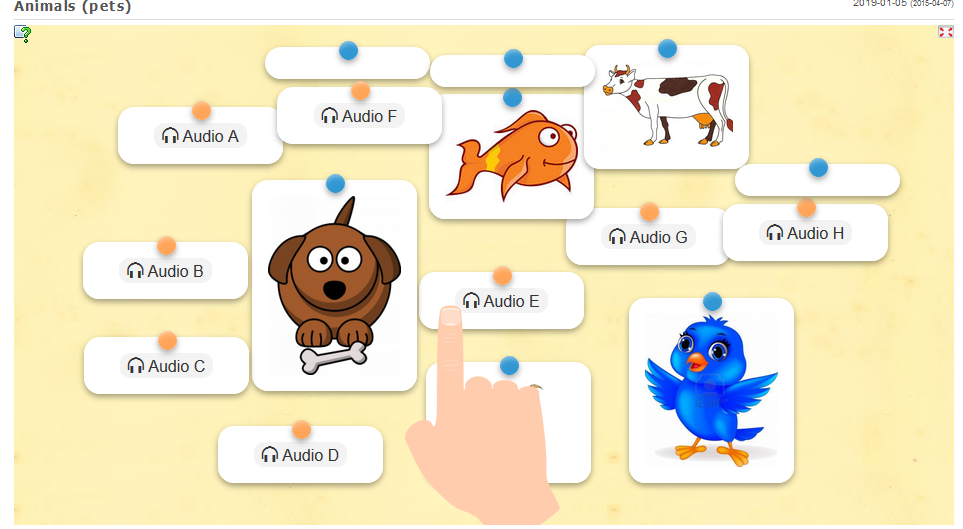 Animals (pets)
2019-01-05 (2015-04-07)
Audio F
Audio A
Audio G
Audio H
Audio B
Audio E
Audio C
Audio D